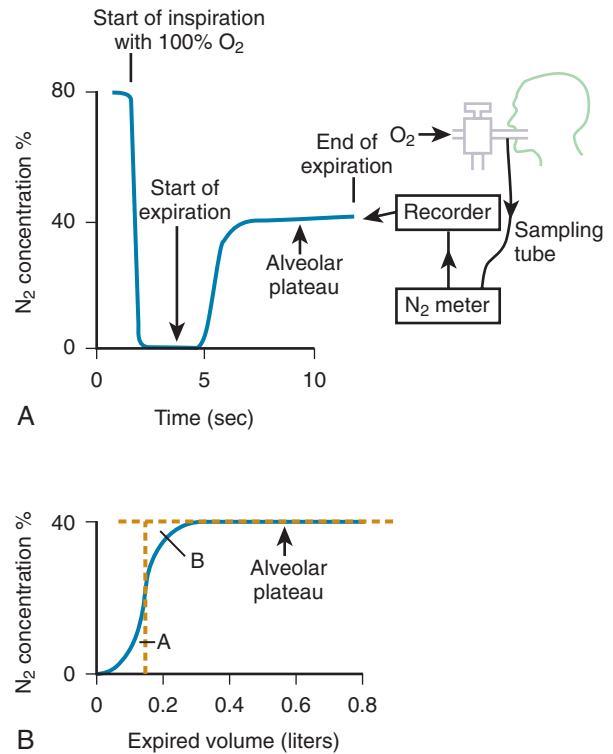 Start of inspiration
with 100% O₂
80
40
0
N₂ concentration %
Start of
expiration
End of
expiration
Alveolar
plateau
O₂
Recorder
Sampling
tube
N₂ meter
0
5
10
Time (sec)
A
40
0
N₂ concentration %
B
A
Alveolar
plateau
0
0.2
0.4
0.6
0.8
Expired volume (liters)
B